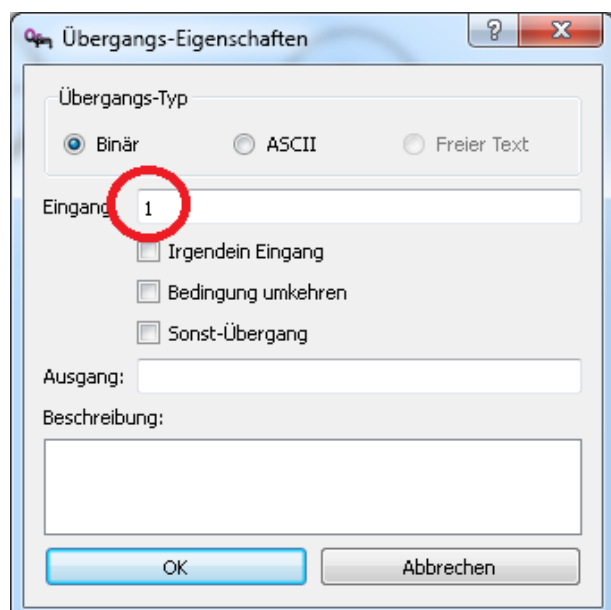 Übergangs-Eigenschaften
Übergangs-Typ
Binär ASCII Freier Text
Eingang 1
Irgendein Eingang
Bedingung umkehren
Sonst-Übergang
Ausgang:
Beschreibung:
OK Abbrechen